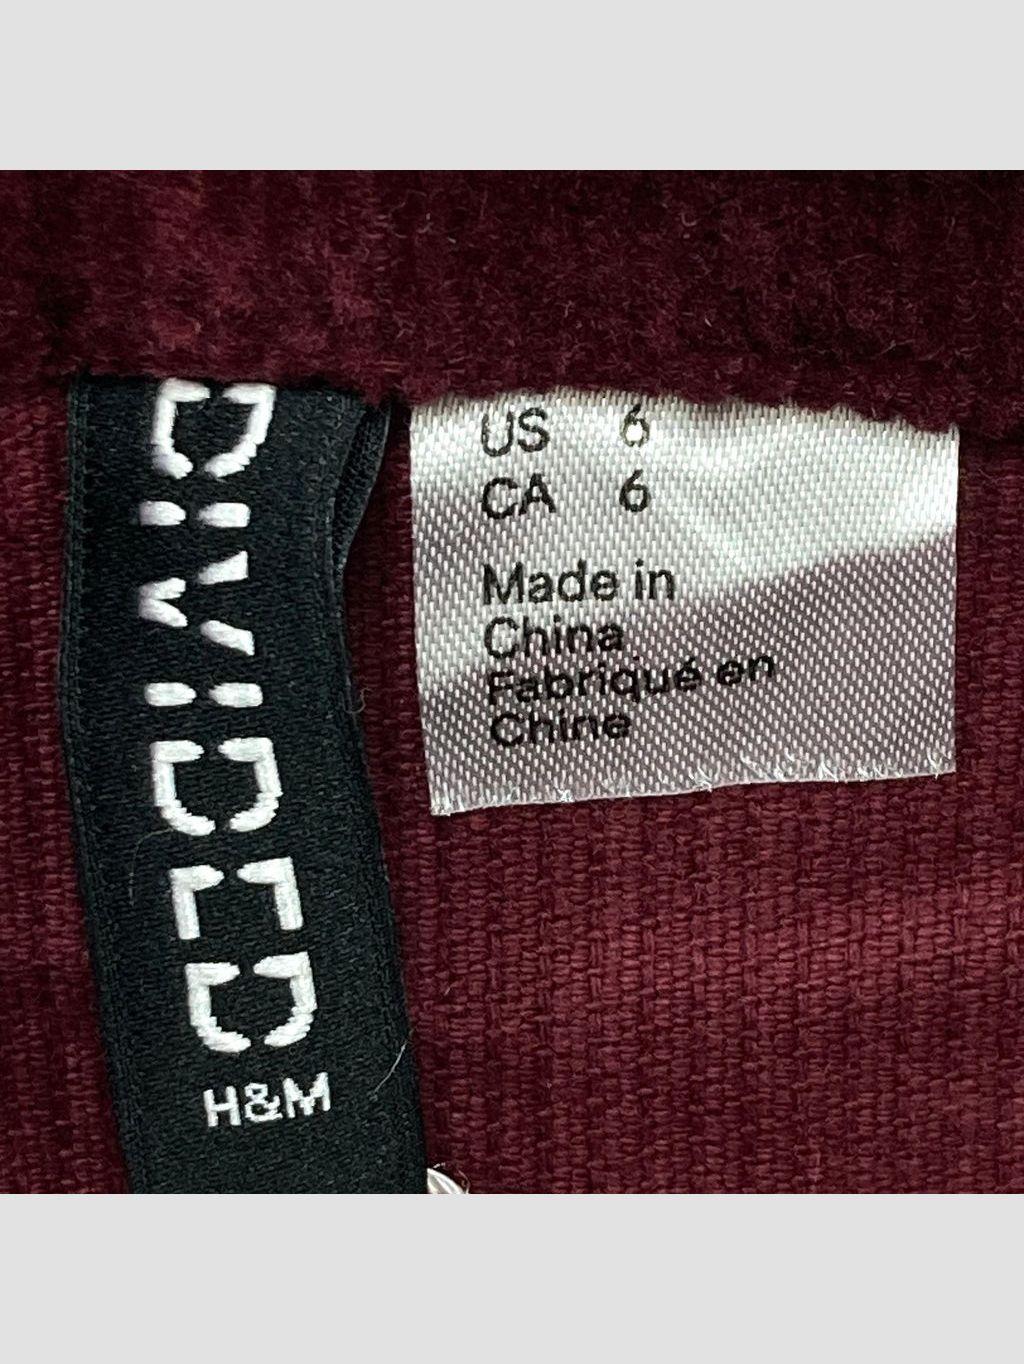 DIVIDED
H&M
US 6
CA 6
Made in
China
Fabriqué en
Chine